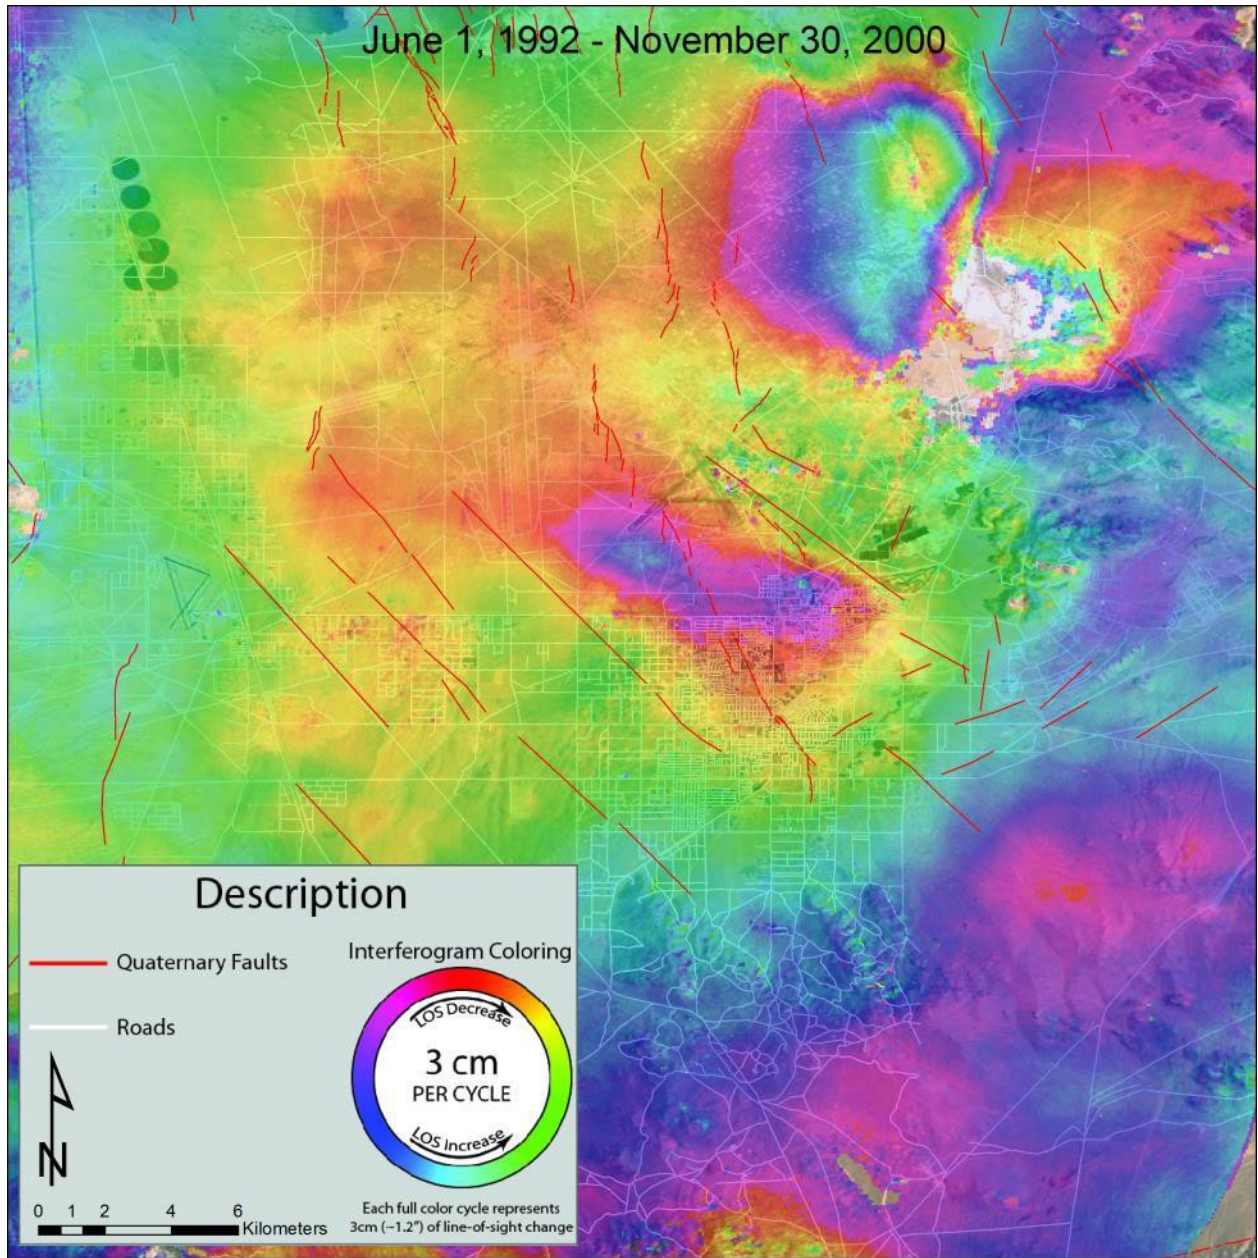 June 1, 1992 - November 30, 2000
Description
Quaternary Faults
Roads
N
0 1 2 4 6
Kilometers
Interferogram Coloring
LOS Decrease
3 cm
PER CYCLE
LOS Increase
Each full color cycle represents
3cm (~1.2") of line-of-sight change